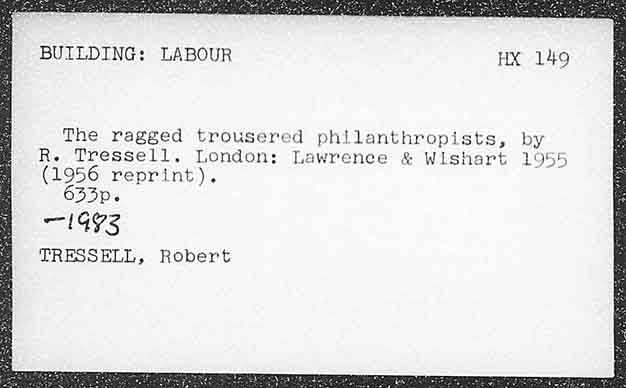 BUILDING: LABOUR HX 149
The ragged trousered philanthropists, by
R. Tressell. London: Lawrence & Wishart 1955
(1956 reprint).
633p.
-1983
TRESSELL, Robert